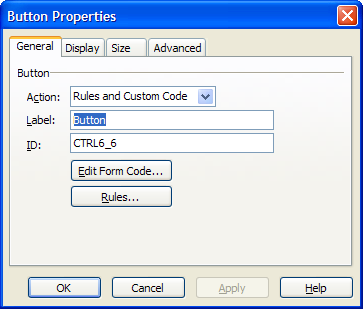 Button Properties
General Display Size Advanced
Button
Action: Rules and Custom Code
Label: Button
ID: CTRL6_6
Edit Form Code...
Rules...
OK Cancel Apply Help